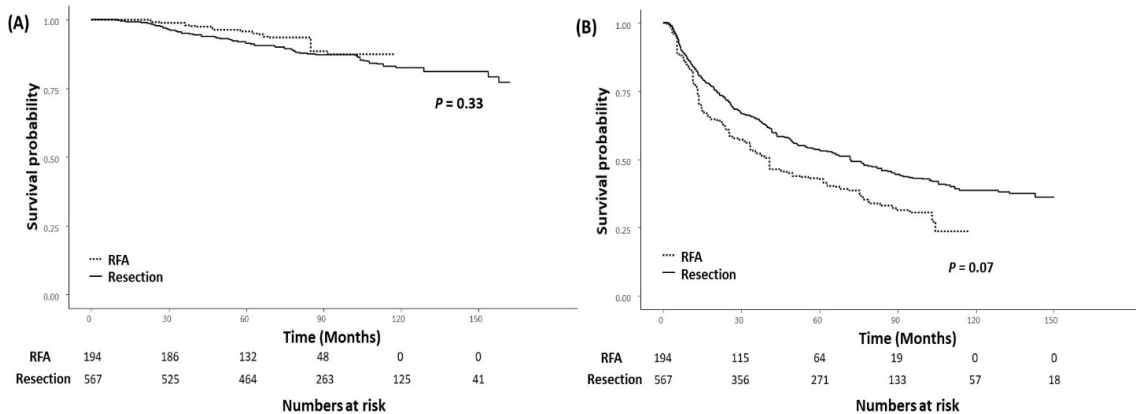 (A)
Survival probability
1.00
0.75
0.50
0.25
0.00
P = 0.33
RFA
Resection
0 30 60 90 120 150
Time (Months)
RFA 194 186 132 48 0 0
Resection 567 525 464 263 125 41
Numbers at risk
(B)
Survival probability
1.00
0.75
0.50
0.25
0.00
RFA
Resection
P = 0.07
0 30 60 90 120 150
Time (Months)
RFA 194 115 64 19 0 0
Resection 567 356 271 133 57 18
Numbers at risk